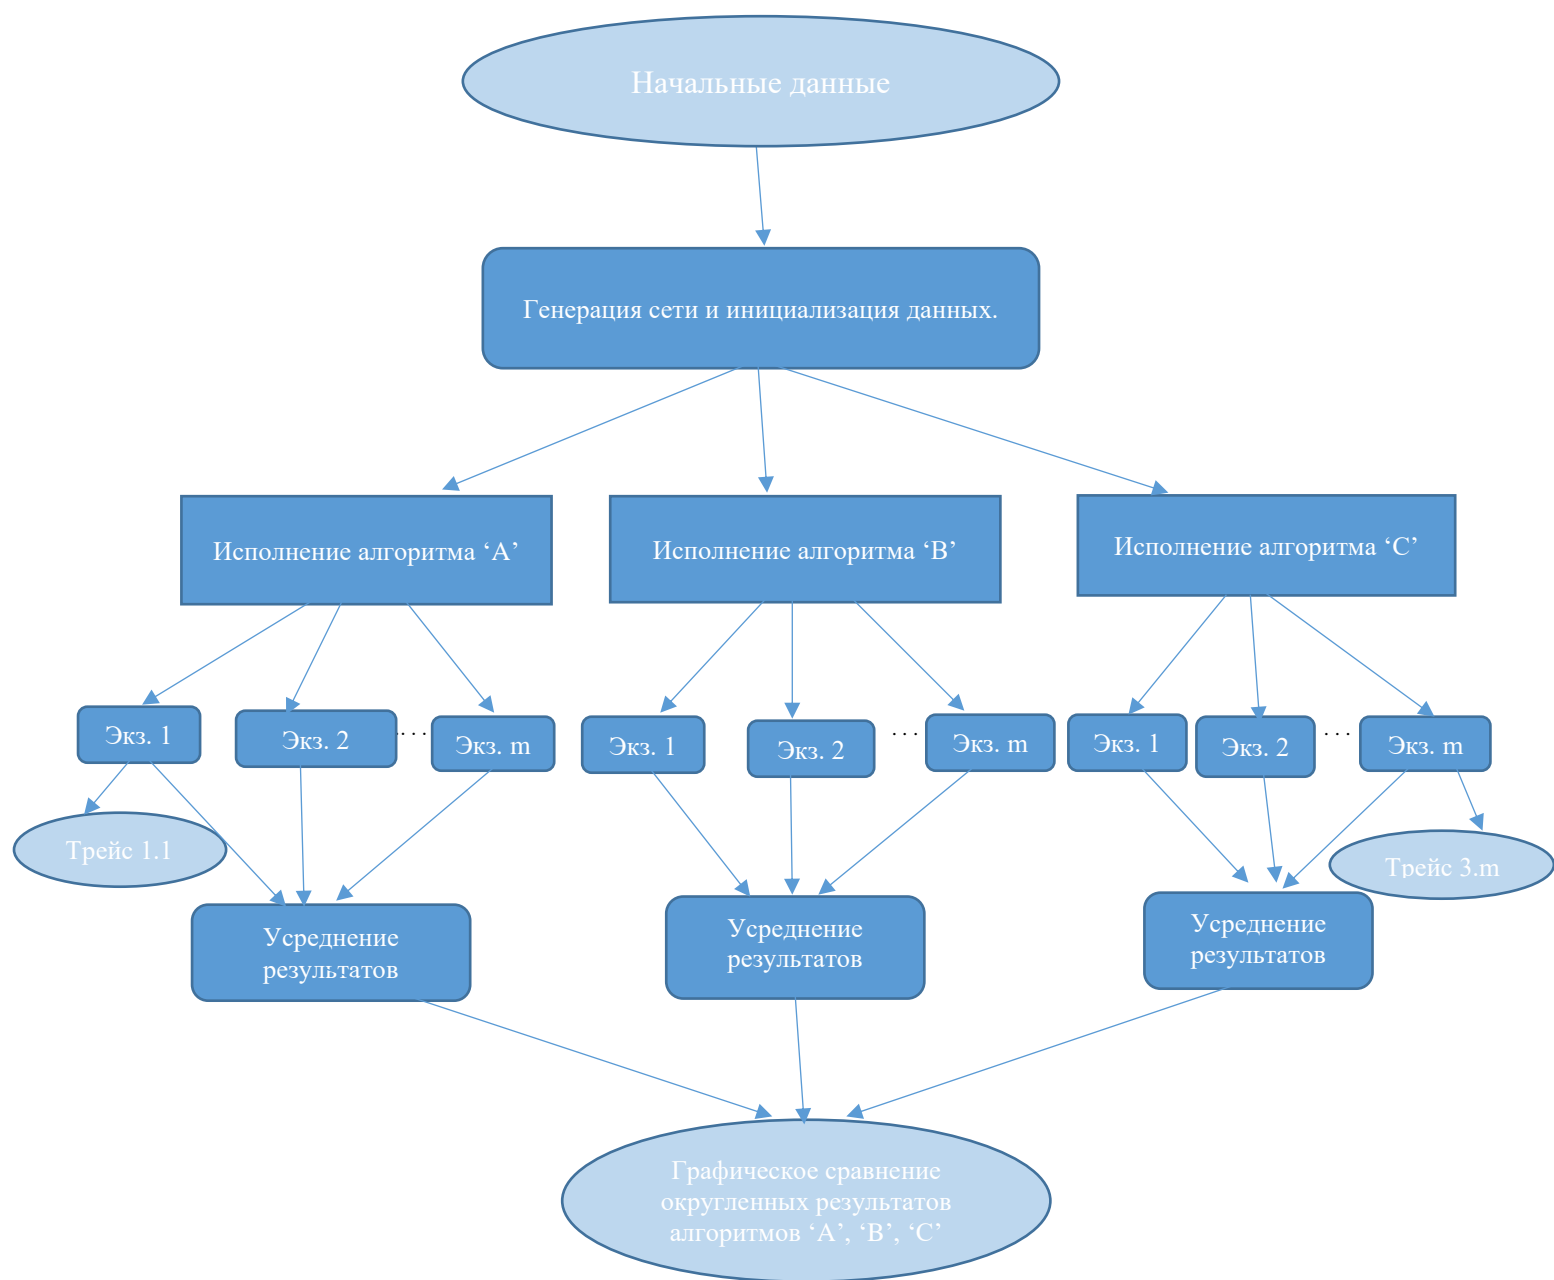 Начальные данные
Генерация сети и инициализация данных.
Исполнение алгоритма ‘A’
Исполнение алгоритма ‘B’
Исполнение алгоритма ‘C’
Экз. 1
Экз. 2
. . . .
Экз. m
Экз. 1
Экз. 2
. . .
Экз. m
Экз. 1
Экз. 2
. . .
Экз. m
Трейс 1.1
Трейс 3.m
Усреднение
результатов
Усреднение
результатов
Усреднение
результатов
Графическое сравнение
округленных результатов
алгоритмов ‘A’, ‘B’, ‘C’